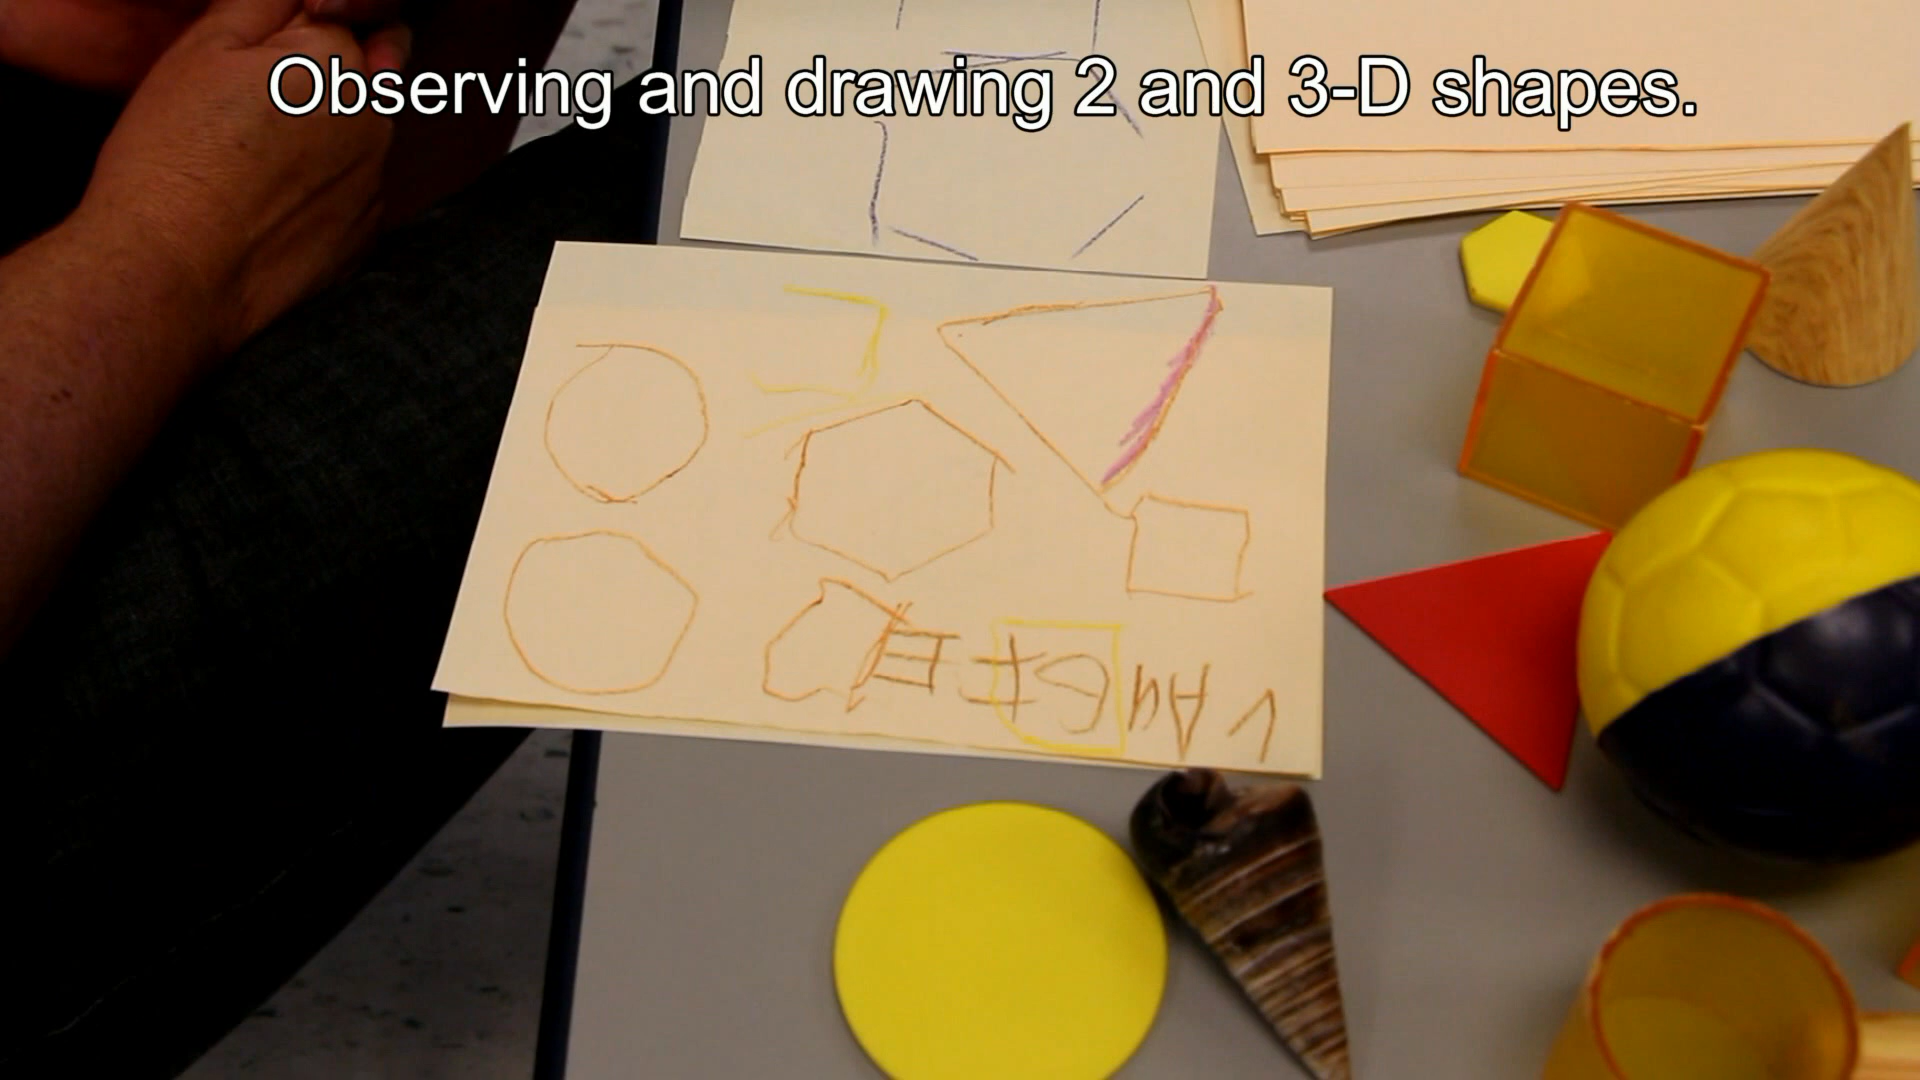 Observing and drawing 2 and 3-D shapes.